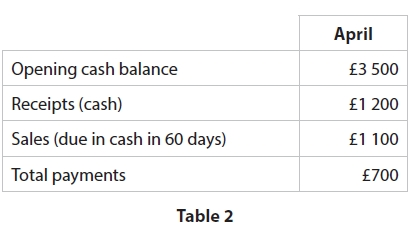 April
Opening cash balance £3 500
Receipts (cash) £1 200
Sales (due in cash in 60 days) £1 100
Total payments £700
Table 2